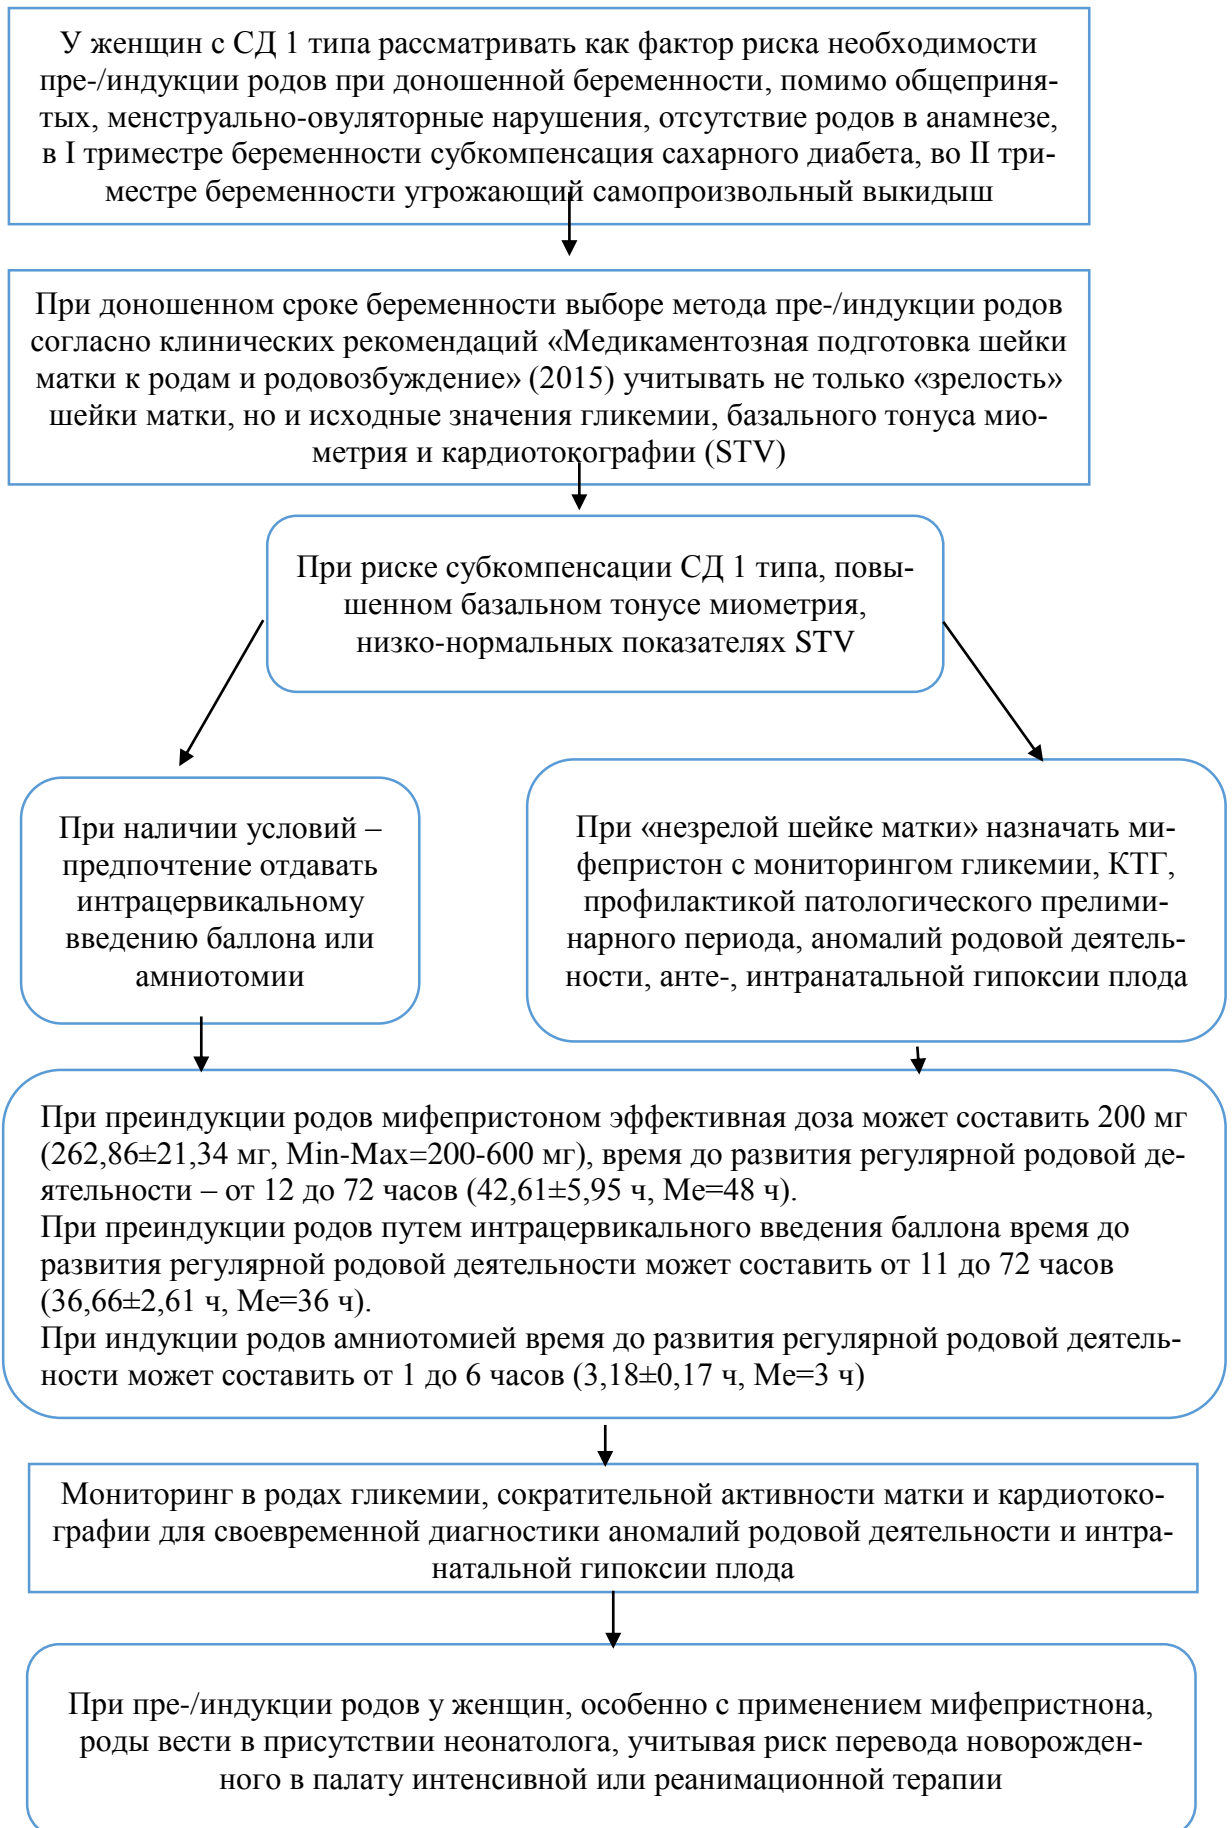 У женщин с СД 1 типа рассматривать как фактор риска необходимости
пре-/индукции родов при доношенной беременности, помимо общеприня-
тых, менструально-овуляторные нарушения, отсутствие родов в анамнезе,
в I триместре беременности субкомпенсация сахарного диабета, во II три-
местре беременности угрожающий самопроизвольный выкидыш
При доношенном сроке беременности выборе метода пре-/индукции родов
согласно клинических рекомендаций «Медикаментозная подготовка шейки
матки к родам и родовозбуждение» (2015) учитывать не только «зрелость»
шейки матки, но и исходные значения гликемии, базального тонуса мио-
метрия и кардиотокографии (STV)
При риске субкомпенсации СД 1 типа, повы-
шенном базальном тонусе миометрия,
низко-нормальных показателях STV
При наличии условий –
предпочтение отдавать
интрацервикальному
введению баллона или
амниотомии
При «незрелой шейке матки» назначать ми-
фепристон с мониторингом гликемии, КТГ,
профилактикой патологического прелими-
нарного периода, аномалий родовой деятель-
ности, анте-, интранатальной гипоксии плода
При преиндукции родов мифепристоном эффективная доза может составить 200 мг
(262,86±21,34 мг, Min-Max=200-600 мг), время до развития регулярной родовой де-
ятельности – от 12 до 72 часов (42,61±5,95 ч, Me=48 ч).
При преиндукции родов путем интрацервикального введения баллона время до
развития регулярной родовой деятельности может составить от 11 до 72 часов
(36,66±2,61 ч, Me=36 ч).
При индукции родов амниотомией время до развития регулярной родовой деятель-
ности может составить от 1 до 6 часов (3,18±0,17 ч, Me=3 ч)
Мониторинг в родах гликемии, сократительной активности матки и кардиотоко-
графии для своевременной диагностики аномалий родовой деятельности и интра-
натальной гипоксии плода
При пре-/индукции родов у женщин, особенно с применением мифепристнона,
роды вести в присутствии неонатолога, учитывая риск перевода новорожден-
ного в палату интенсивной или реанимационной терапии